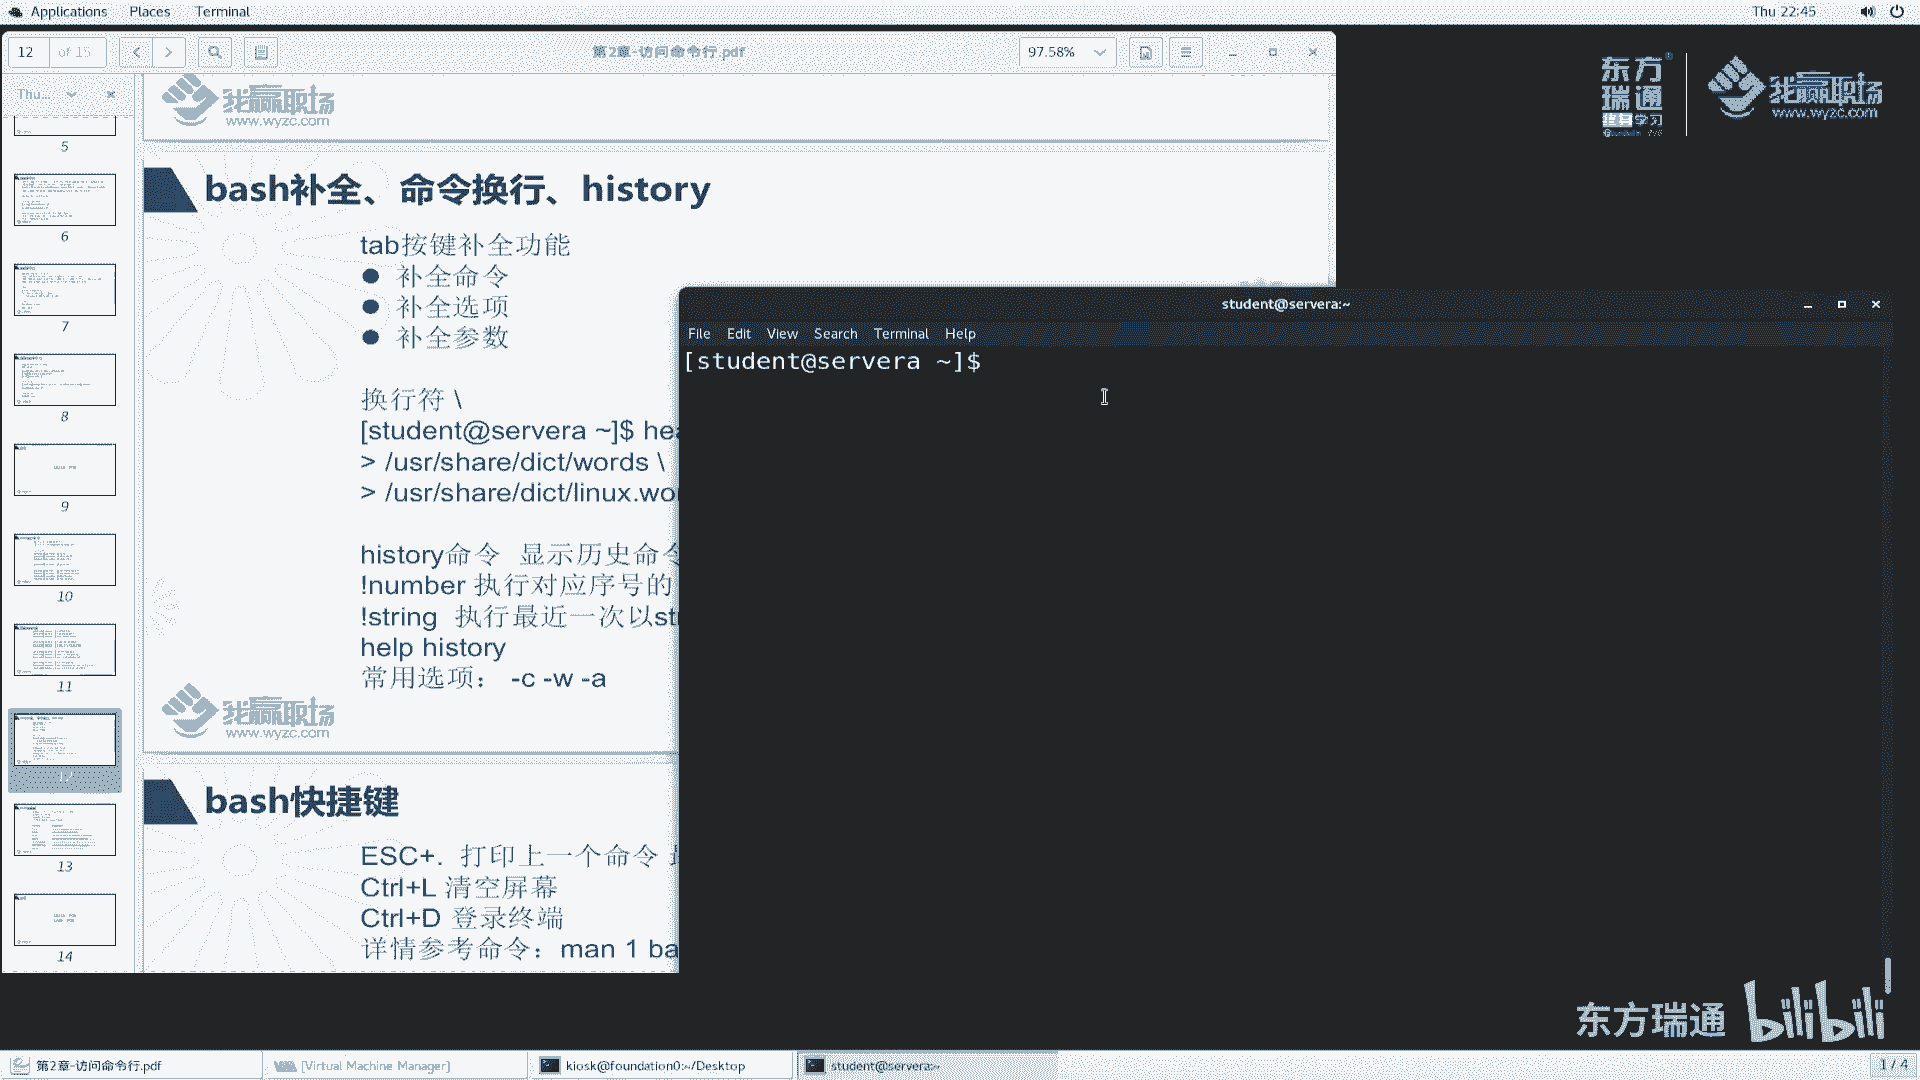 Applications Places Terminal
Thu 22:45
12 of 15
第2章-访问命令行.pdf
97.58%
Thu...
5
6
7
8
9
10
11
12
13
14
我赢职场
www.wyzc.com
bash补全、命令换行、history
tab按键补全功能
● 补全命令
● 补全选项
● 补全参数
换行符 \
[student@servera ~]$ hea
> /usr/share/dict/words \
> /usr/share/dict/linux.wo
history命令 显示历史命令
!number 执行对应序号的
!string 执行最近一次以st
help history
常用选项： -c -w -a
我赢职场
www.wyzc.com
bash快捷键
ESC+. 打印上一个命令
Ctrl+L 清空屏幕
Ctrl+D 登录终端
详情参考命令：man 1 ba
student@servera:~
File Edit View Search Terminal Help
[student@servera ~]$
东方瑞通
终身学习
我赢职场
www.wyzc.com
东方瑞通 bilibili
第2章-访问命令行.pdf
[Virtual Machine Manager]
kiosk@foundation0:~/Desktop
student@servera:~
1 / 4